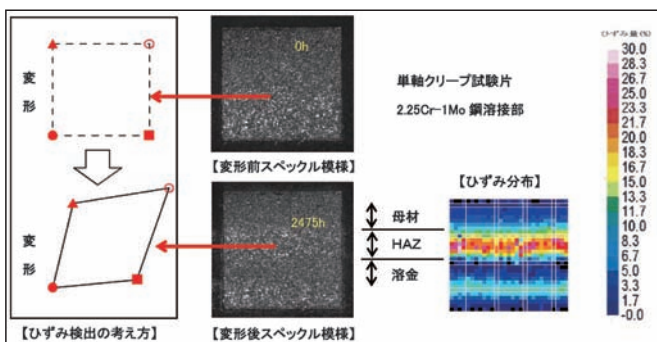 変
形
変
形
【ひずみ検出の考え方】
0h
【変形前スペックル模様】
2475h
【変形後スペックル模様】
単軸クリープ試験片
2.25Cr-1Mo 鋼溶接部
【ひずみ分布】
母材
HAZ
溶金
ひずみ量(%)
30.0
28.3
26.7
25.0
23.3
21.7
20.0
18.3
16.7
15.0
13.3
11.7
10.0
8.3
6.7
5.0
3.3
1.7
-0.0